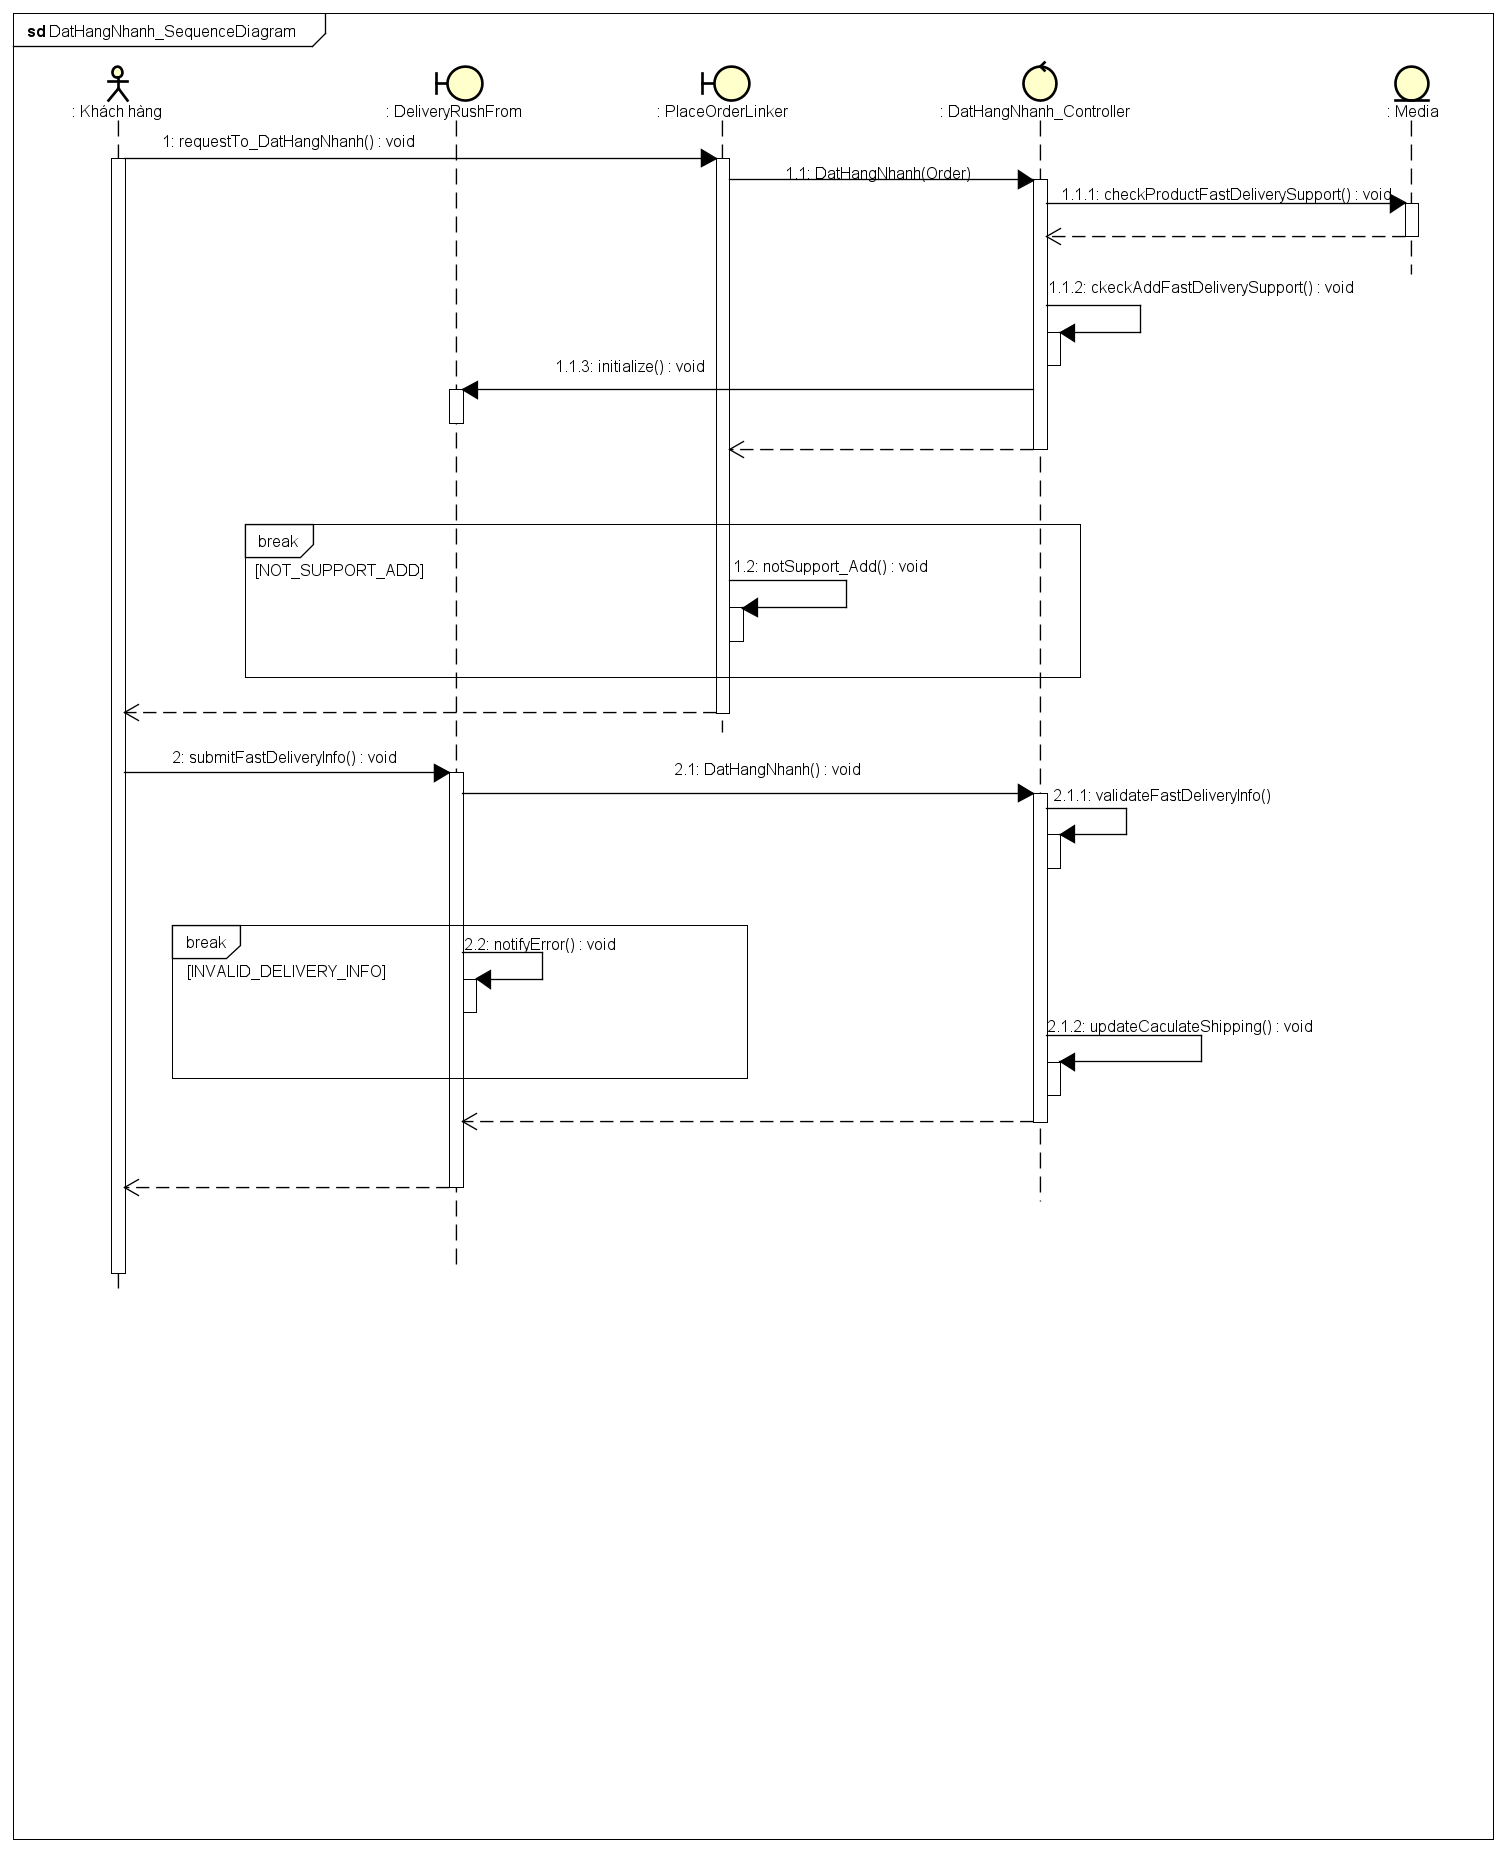 sd DatHangNhanh_SequenceDiagram
: Khách hàng
: DeliveryRushFrom
: PlaceOrderLinker
: DatHangNhanh_Controller
: Media
1: requestTo_DatHangNhanh() : void
1.1: DatHangNhanh(Order)
1.1.1: checkProductFastDeliverySupport() : void
1.1.2: ckeckAddFastDeliverySupport() : void
1.1.3: initialize() : void
break
[NOT_SUPPORT_ADD]
1.2: notSupport_Add() : void
2: submitFastDeliveryInfo() : void
2.1: DatHangNhanh() : void
2.1.1: validateFastDeliveryInfo()
break
[INVALID_DELIVERY_INFO]
2.2: notifyError() : void
2.1.2: updateCaculateShipping() : void